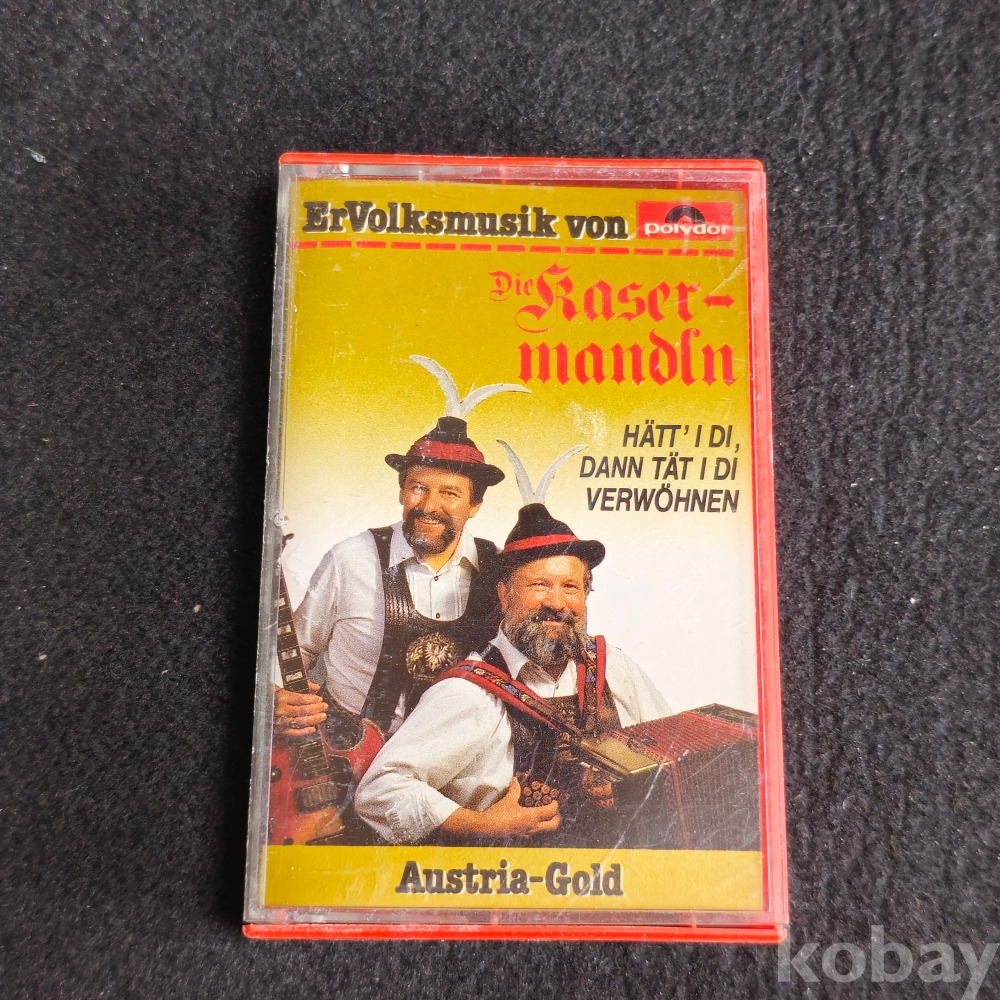 ErVolksmusik von polydor
Die Kaser-
mandln
HÄTT' I DI,
DANN TÄT I DI
VERWÖHNEN
Austria-Gold
kobay